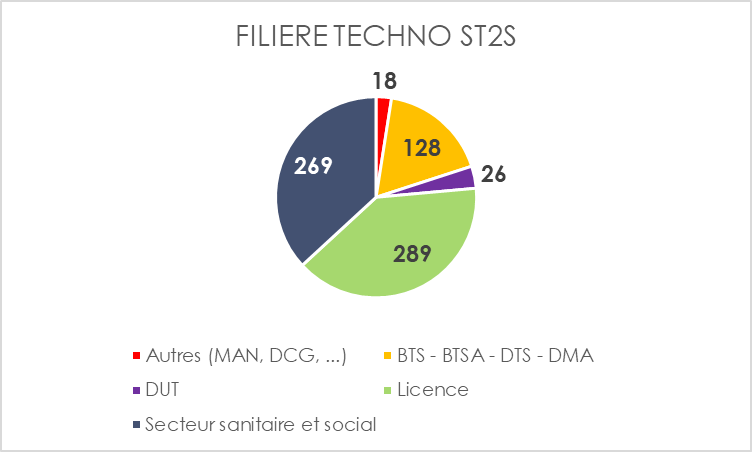 FILIERE TECHNO ST2S
18
128
26
269
289
Autres (MAN, DCG, ...)
BTS - BTSA - DTS - DMA
DUT
Licence
Secteur sanitaire et social